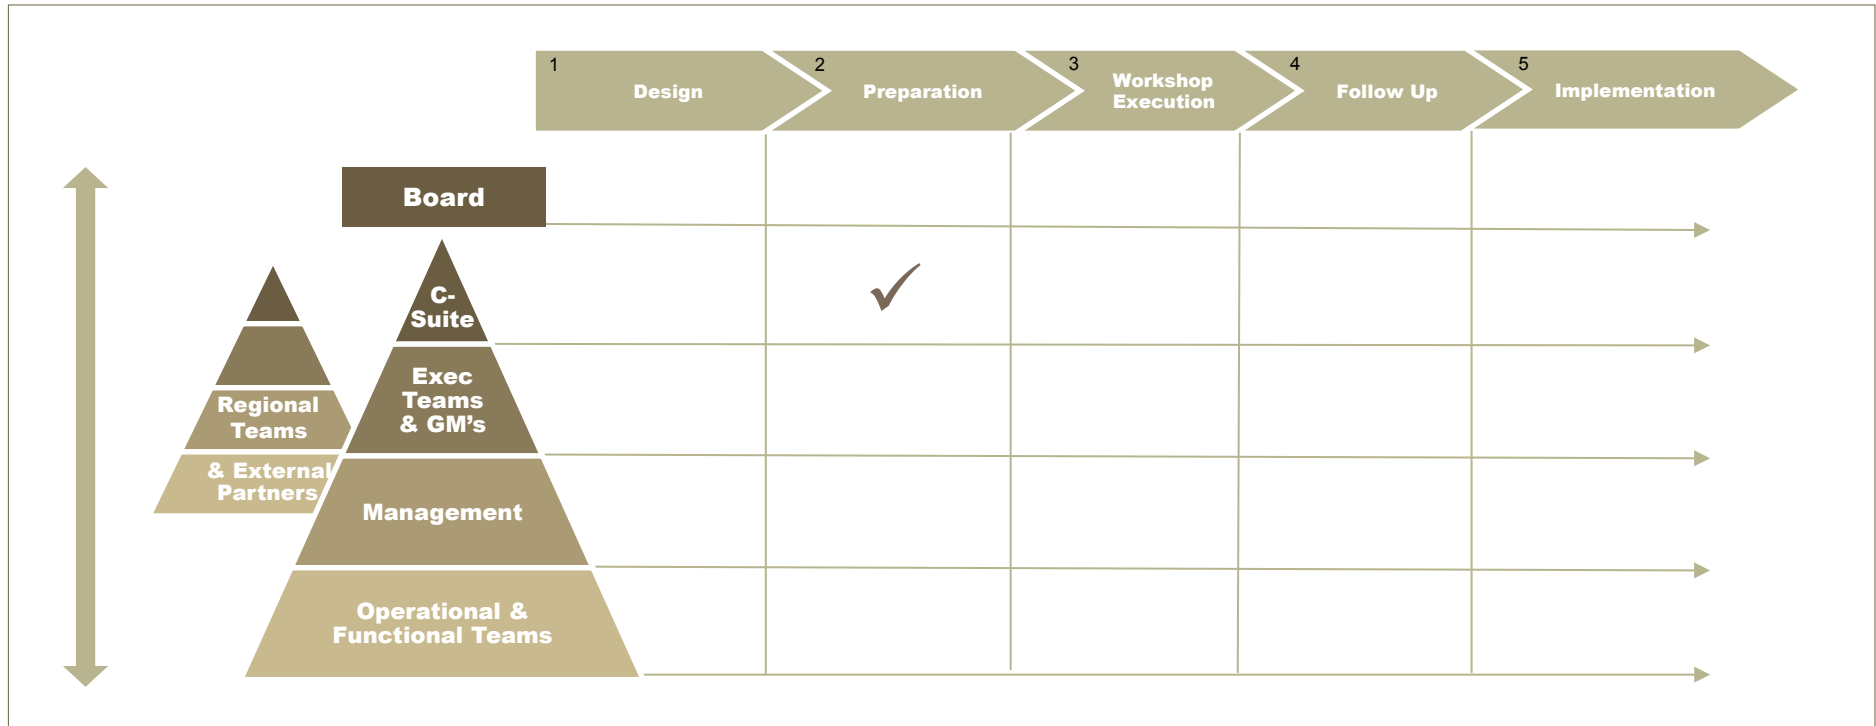 1
Design
2
Preparation
3
Workshop
Execution
4
Follow Up
5
Implementation
Board
C-
Suite
Exec
Teams
& GM’s
Regional
Teams
& External
Partners
Management
Operational &
Functional Teams